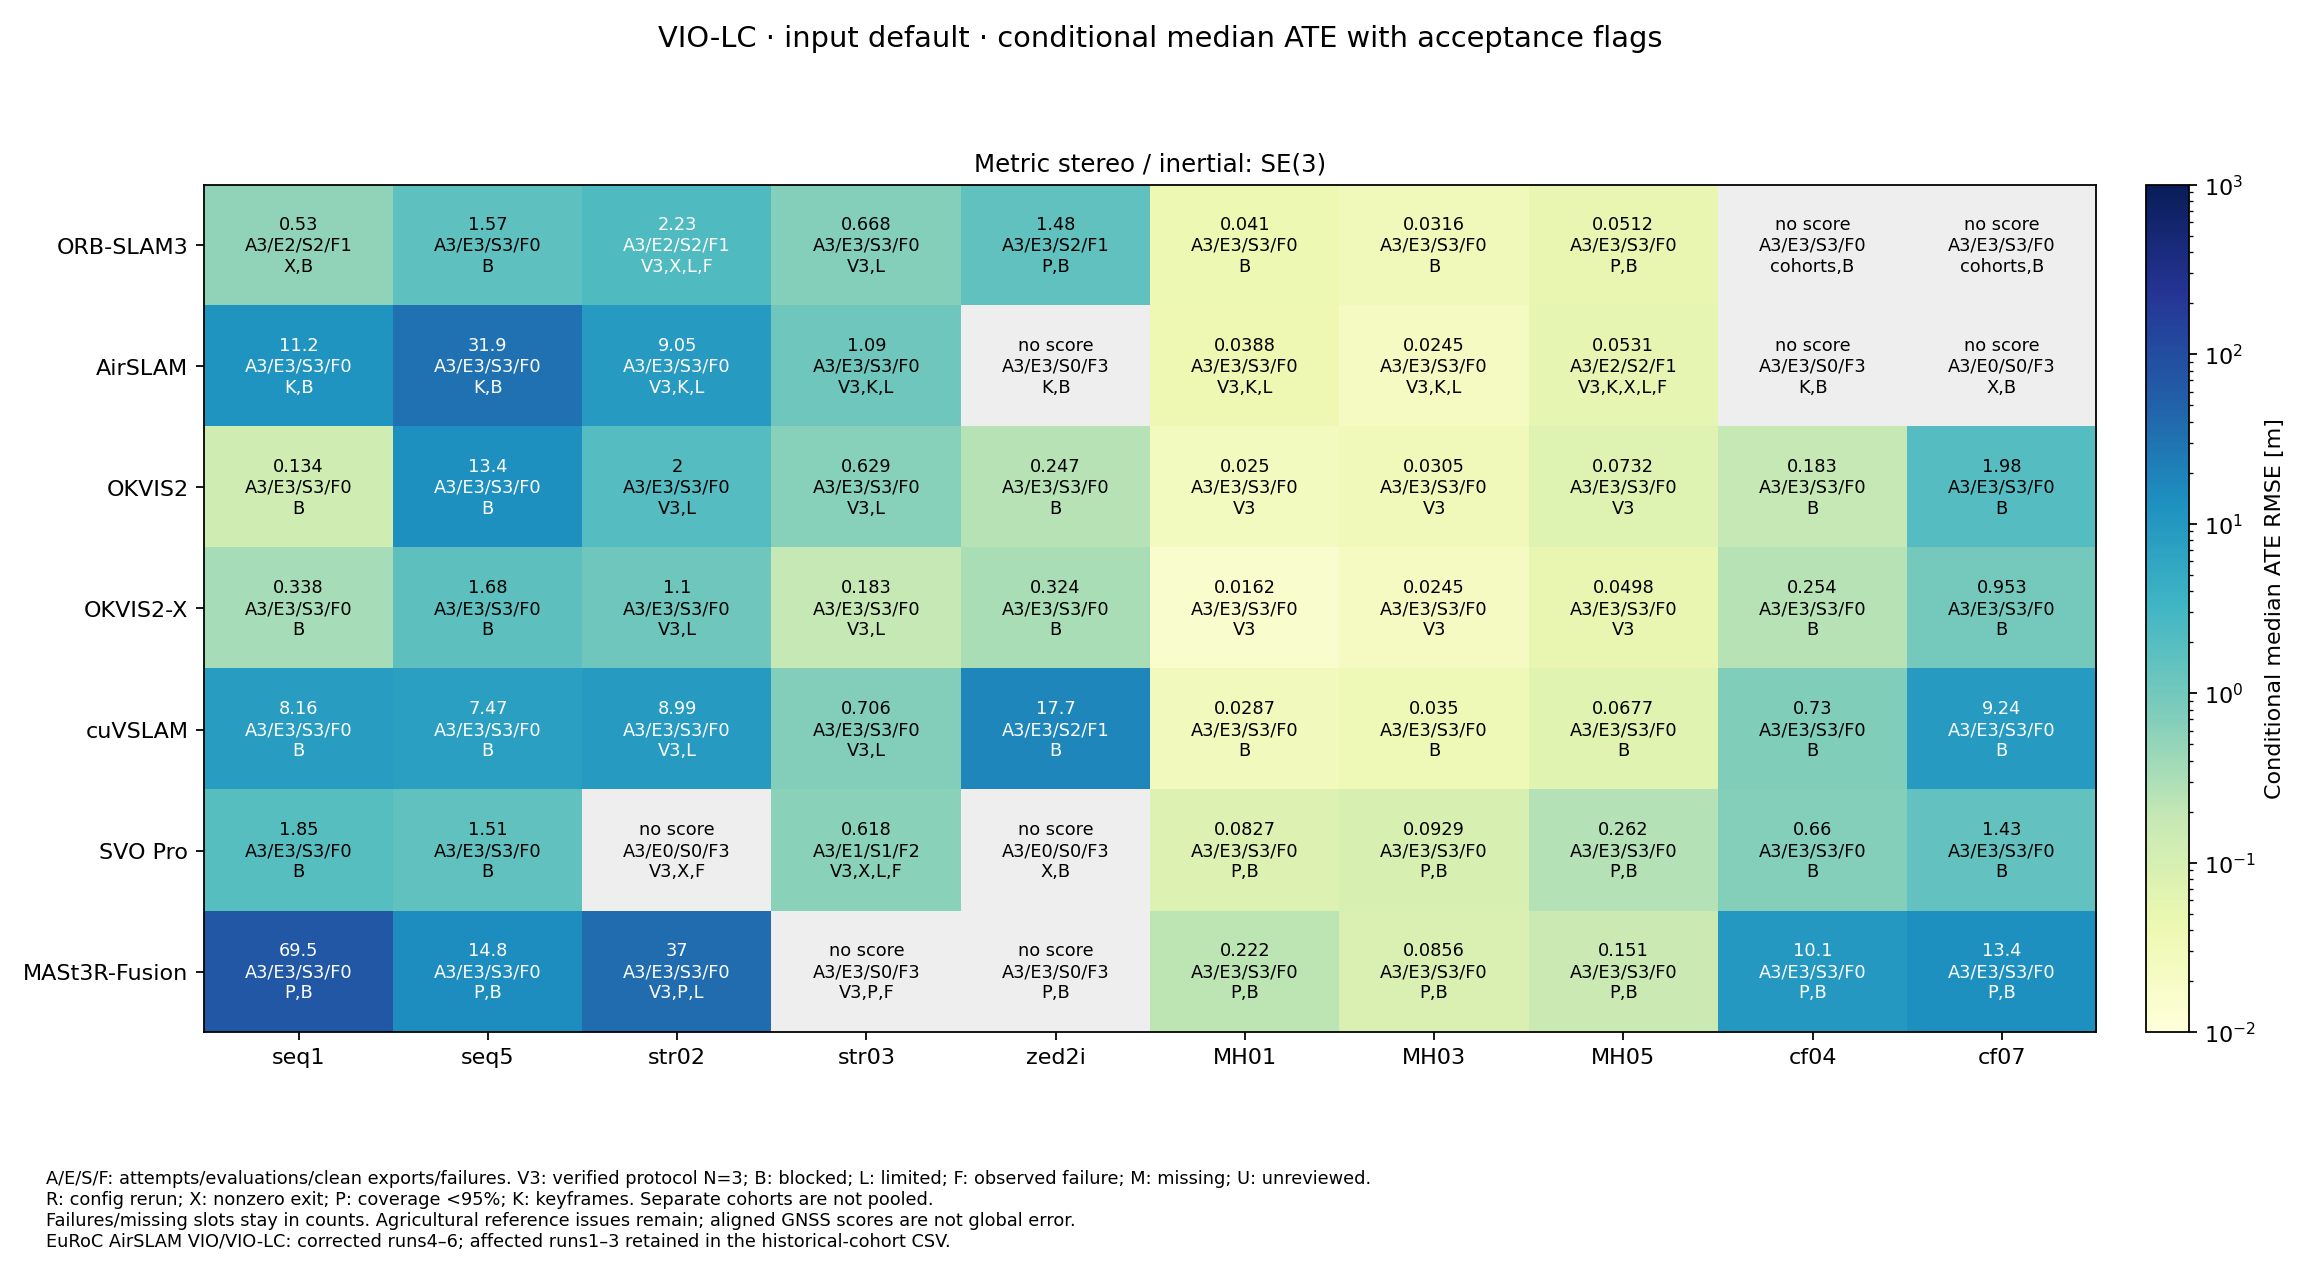 VIO-LC · input default · conditional median ATE with acceptance flags
Metric stereo / inertial: SE(3)
ORB-SLAM3
0.53
A3/E2/S2/F1
X,B
1.57
A3/E3/S3/F0
B
2.23
A3/E2/S2/F1
V3,X,L,F
0.668
A3/E3/S3/F0
V3,L
1.48
A3/E3/S2/F1
P,B
0.041
A3/E3/S3/F0
B
0.0316
A3/E3/S3/F0
B
0.0512
A3/E3/S3/F0
P,B
no score
A3/E3/S3/F0
cohorts,B
no score
A3/E3/S3/F0
cohorts,B
AirSLAM
11.2
A3/E3/S3/F0
K,B
31.9
A3/E3/S3/F0
K,B
9.05
A3/E3/S3/F0
V3,K,L
1.09
A3/E3/S3/F0
V3,K,L
no score
A3/E3/S0/F3
K,B
0.0388
A3/E3/S3/F0
V3,K,L
0.0245
A3/E3/S3/F0
V3,K,L
0.0531
A3/E2/S2/F1
V3,K,X,L,F
no score
A3/E3/S0/F3
K,B
no score
A3/E0/S0/F3
X,B
OKVIS2
0.134
A3/E3/S3/F0
B
13.4
A3/E3/S3/F0
B
2
A3/E3/S3/F0
V3,L
0.629
A3/E3/S3/F0
V3,L
0.247
A3/E3/S3/F0
B
0.025
A3/E3/S3/F0
V3
0.0305
A3/E3/S3/F0
V3
0.0732
A3/E3/S3/F0
V3
0.183
A3/E3/S3/F0
B
1.98
A3/E3/S3/F0
B
OKVIS2-X
0.338
A3/E3/S3/F0
B
1.68
A3/E3/S3/F0
B
1.1
A3/E3/S3/F0
V3,L
0.183
A3/E3/S3/F0
V3,L
0.324
A3/E3/S3/F0
B
0.0162
A3/E3/S3/F0
V3
0.0245
A3/E3/S3/F0
V3
0.0498
A3/E3/S3/F0
V3
0.254
A3/E3/S3/F0
B
0.953
A3/E3/S3/F0
B
cuVSLAM
8.16
A3/E3/S3/F0
B
7.47
A3/E3/S3/F0
B
8.99
A3/E3/S3/F0
V3,L
0.706
A3/E3/S3/F0
V3,L
17.7
A3/E3/S2/F1
B
0.0287
A3/E3/S3/F0
B
0.035
A3/E3/S3/F0
B
0.0677
A3/E3/S3/F0
B
0.73
A3/E3/S3/F0
B
9.24
A3/E3/S3/F0
B
SVO Pro
1.85
A3/E3/S3/F0
B
1.51
A3/E3/S3/F0
B
no score
A3/E0/S0/F3
V3,X,F
0.618
A3/E1/S1/F2
V3,X,L,F
no score
A3/E0/S0/F3
X,B
0.0827
A3/E3/S3/F0
P,B
0.0929
A3/E3/S3/F0
P,B
0.262
A3/E3/S3/F0
P,B
0.66
A3/E3/S3/F0
B
1.43
A3/E3/S3/F0
B
MASt3R-Fusion
69.5
A3/E3/S3/F0
P,B
14.8
A3/E3/S3/F0
P,B
37
A3/E3/S3/F0
V3,P,L
no score
A3/E3/S0/F3
V3,P,F
no score
A3/E3/S0/F3
P,B
0.222
A3/E3/S3/F0
P,B
0.0856
A3/E3/S3/F0
P,B
0.151
A3/E3/S3/F0
P,B
10.1
A3/E3/S3/F0
P,B
13.4
A3/E3/S3/F0
P,B
seq1
seq5
str02
str03
zed2i
MH01
MH03
MH05
cf04
cf07
10³
10²
10¹
10⁰
10⁻¹
10⁻²
Conditional median ATE RMSE [m]
A/E/S/F: attempts/evaluations/clean exports/failures. V3: verified protocol N=3; B: blocked; L: limited; F: observed failure; M: missing; U: unreviewed.
R: config rerun; X: nonzero exit; P: coverage <95%; K: keyframes. Separate cohorts are not pooled.
Failures/missing slots stay in counts. Agricultural reference issues remain; aligned GNSS scores are not global error.
EuRoC AirSLAM VIO/VIO-LC: corrected runs4–6; affected runs1–3 retained in the historical-cohort CSV.